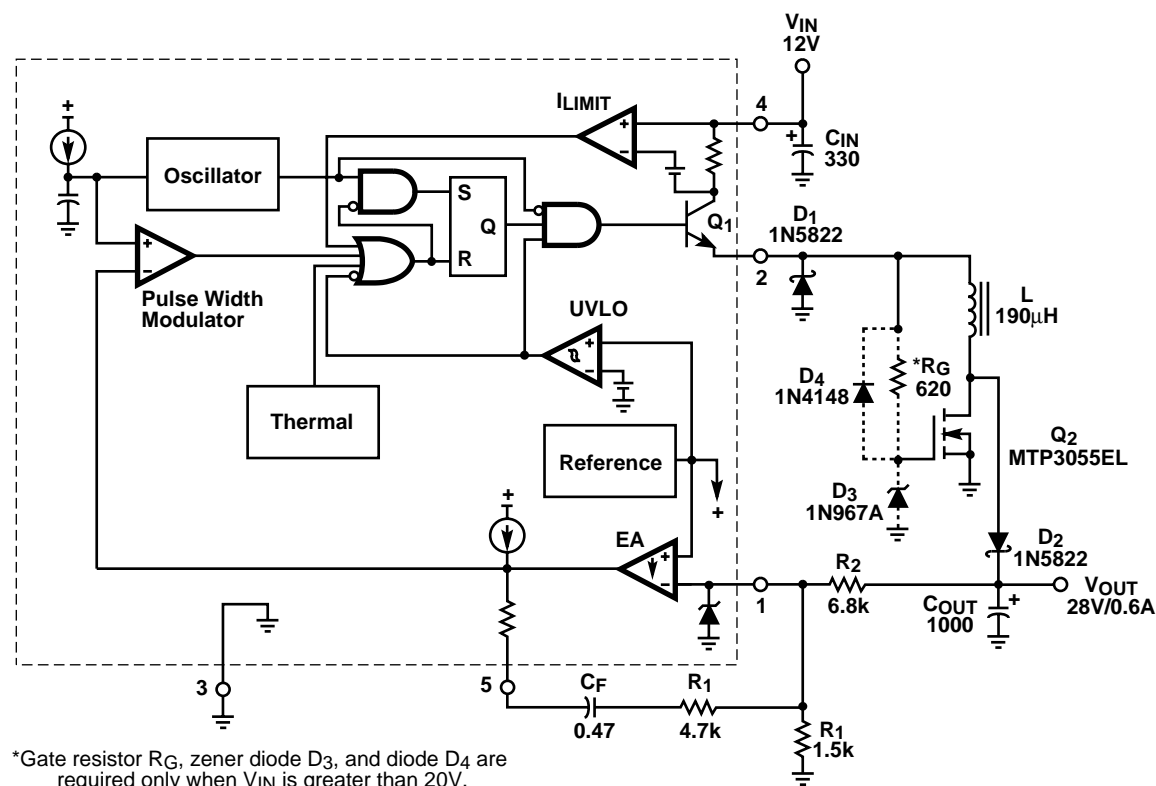 VIN
12V
ILIMIT
4
+
CIN
330
+
Oscillator
+
−
S
Q
R
Q1
D1
1N5822
2
+
−
Pulse Width
Modulator
UVLO
+
−
L
190µH
*RG
620
D4
1N4148
Thermal
Reference
+
Q2
MTP3055EL
D3
1N967A
+
EA
+
−
D2
1N5822
1
R2
6.8k
VOUT
28V/0.6A
COUT
1000
+
3
5
CF
0.47
R1
4.7k
R1
1.5k
*Gate resistor RG, zener diode D3, and diode D4 are
required only when VIN is greater than 20V.